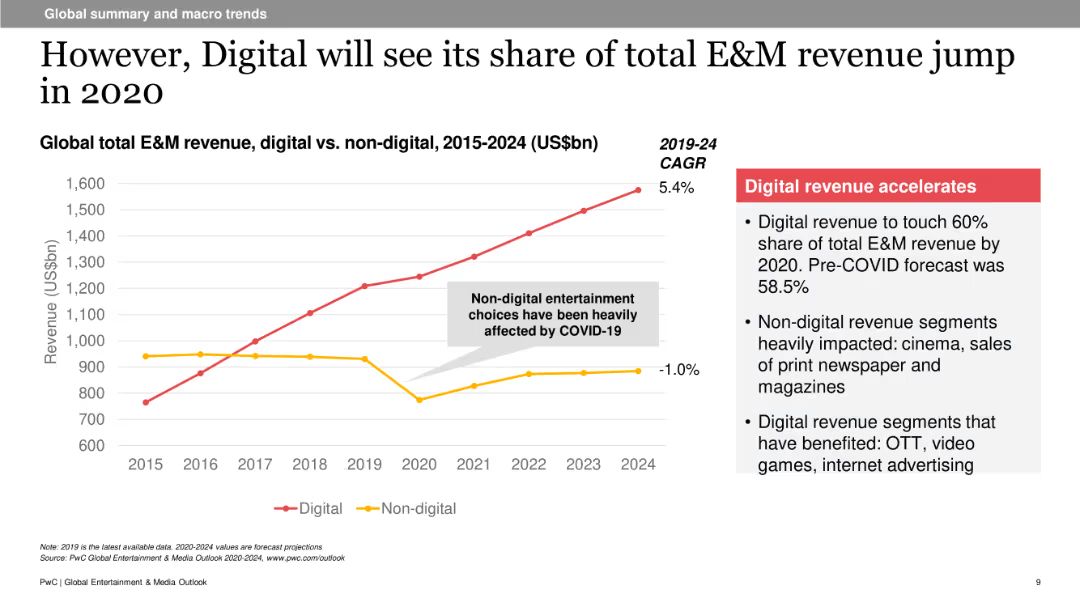 Global summary and macro trends
However, Digital will see its share of total E&M revenue jump
in 2020
Global total E&M revenue, digital vs. non-digital, 2015-2024 (US$bn)
2019-24
CAGR
1,600
1,500
1,400
1,300
1,200
1,100
1,000
900
800
700
600
Revenue (US$bn)
5.4%
-1.0%
Non-digital entertainment
choices have been heavily
affected by COVID-19
2015 2016 2017 2018 2019 2020 2021 2022 2023 2024
Digital Non-digital
Digital revenue accelerates
• Digital revenue to touch 60%
share of total E&M revenue by
2020. Pre-COVID forecast was
58.5%
• Non-digital revenue segments
heavily impacted: cinema, sales
of print newspaper and
magazines
• Digital revenue segments that
have benefited: OTT, video
games, internet advertising
Note: 2019 is the latest available data. 2020-2024 values are forecast projections
Source: PwC Global Entertainment & Media Outlook 2020-2024, www.pwc.com/outlook
PwC | Global Entertainment & Media Outlook
9